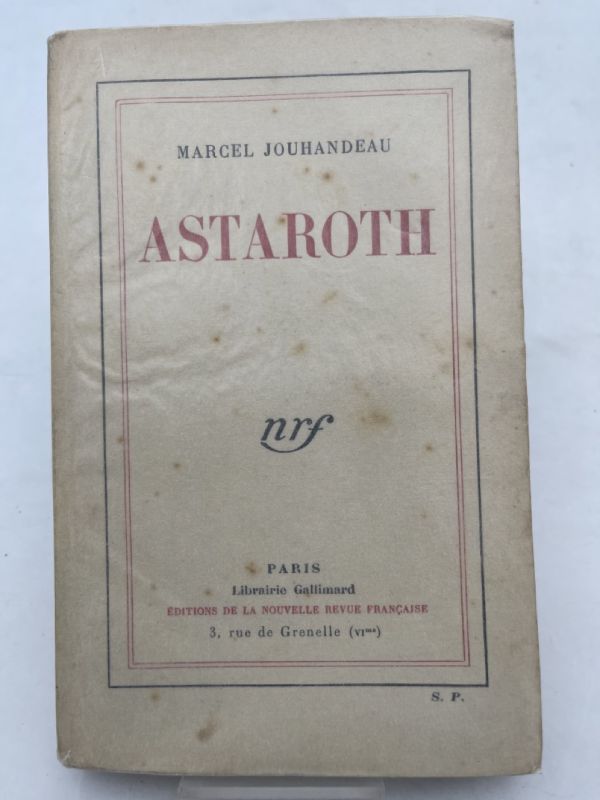 MARCEL JOUHANDEAU
ASTAROTH
nrf
PARIS
Librairie Gallimard
ÉDITIONS DE LA NOUVELLE REVUE FRANÇAISE
3, rue de Grenelle (VIme)
S. P.